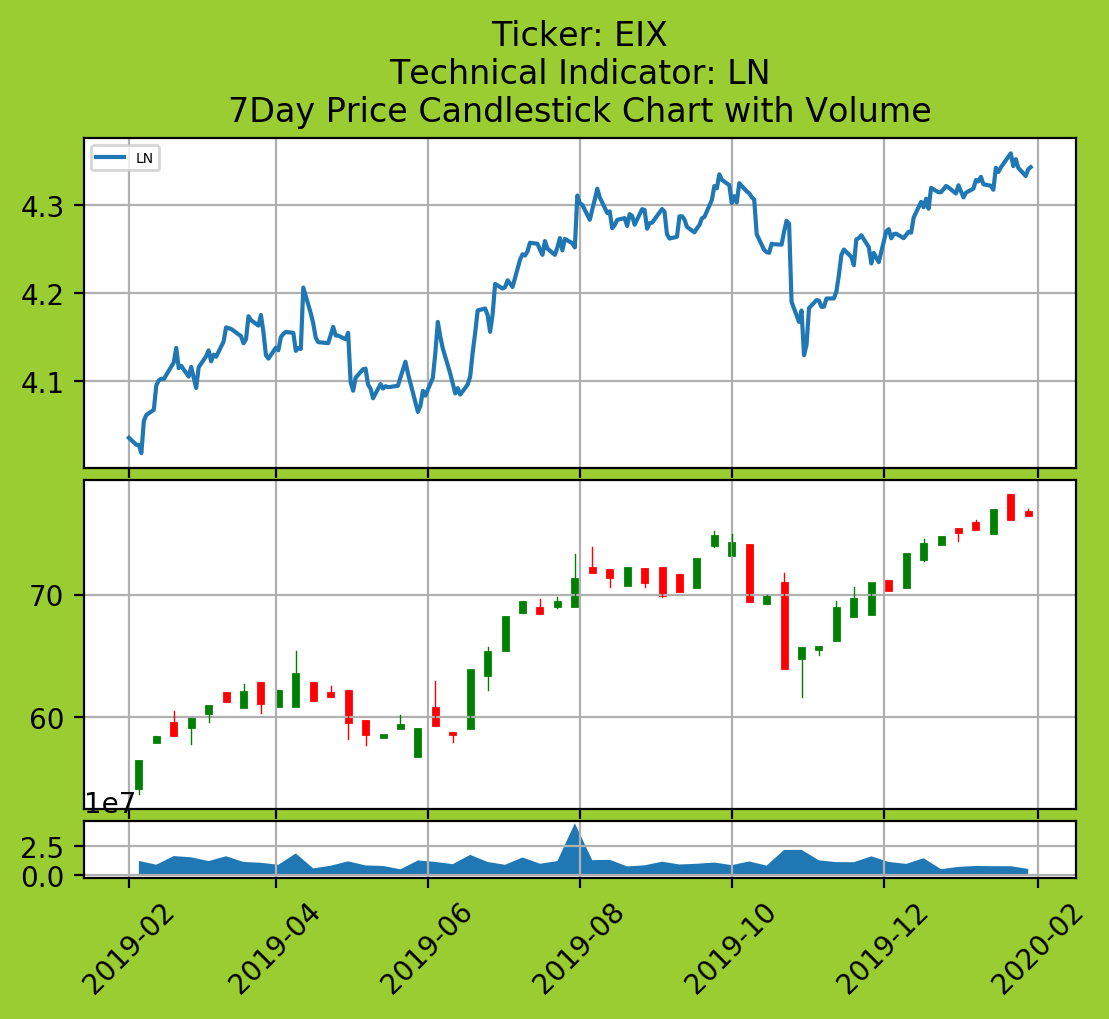 Ticker: EIX
Technical Indicator: LN
7Day Price Candlestick Chart with Volume
LN
4.3
4.2
4.1
70
60
1e7
2.5
0.0
2019-02
2019-04
2019-06
2019-08
2019-10
2019-12
2020-02